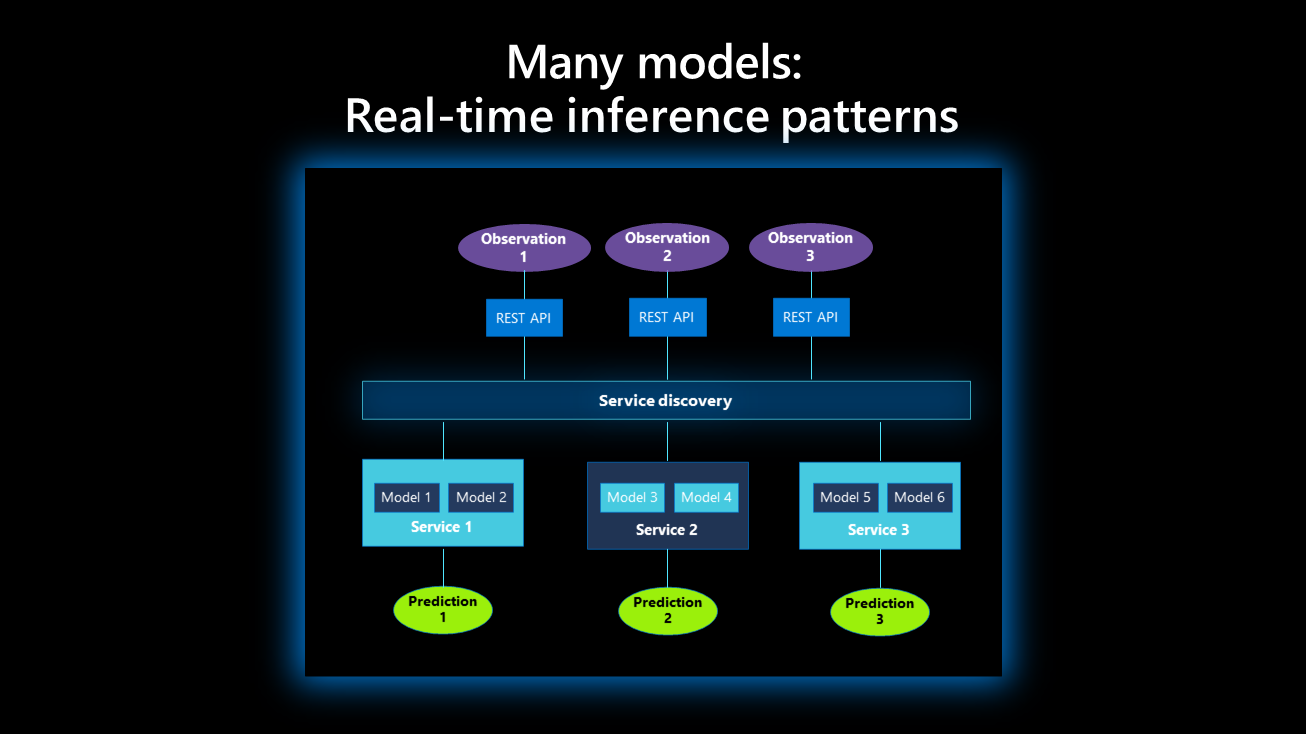 Many models:
Real-time inference patterns
Observation
1
Observation
2
Observation
3
REST API
REST API
REST API
Service discovery
Model 1
Model 2
Service 1
Model 3
Model 4
Service 2
Model 5
Model 6
Service 3
Prediction
1
Prediction
2
Prediction
3